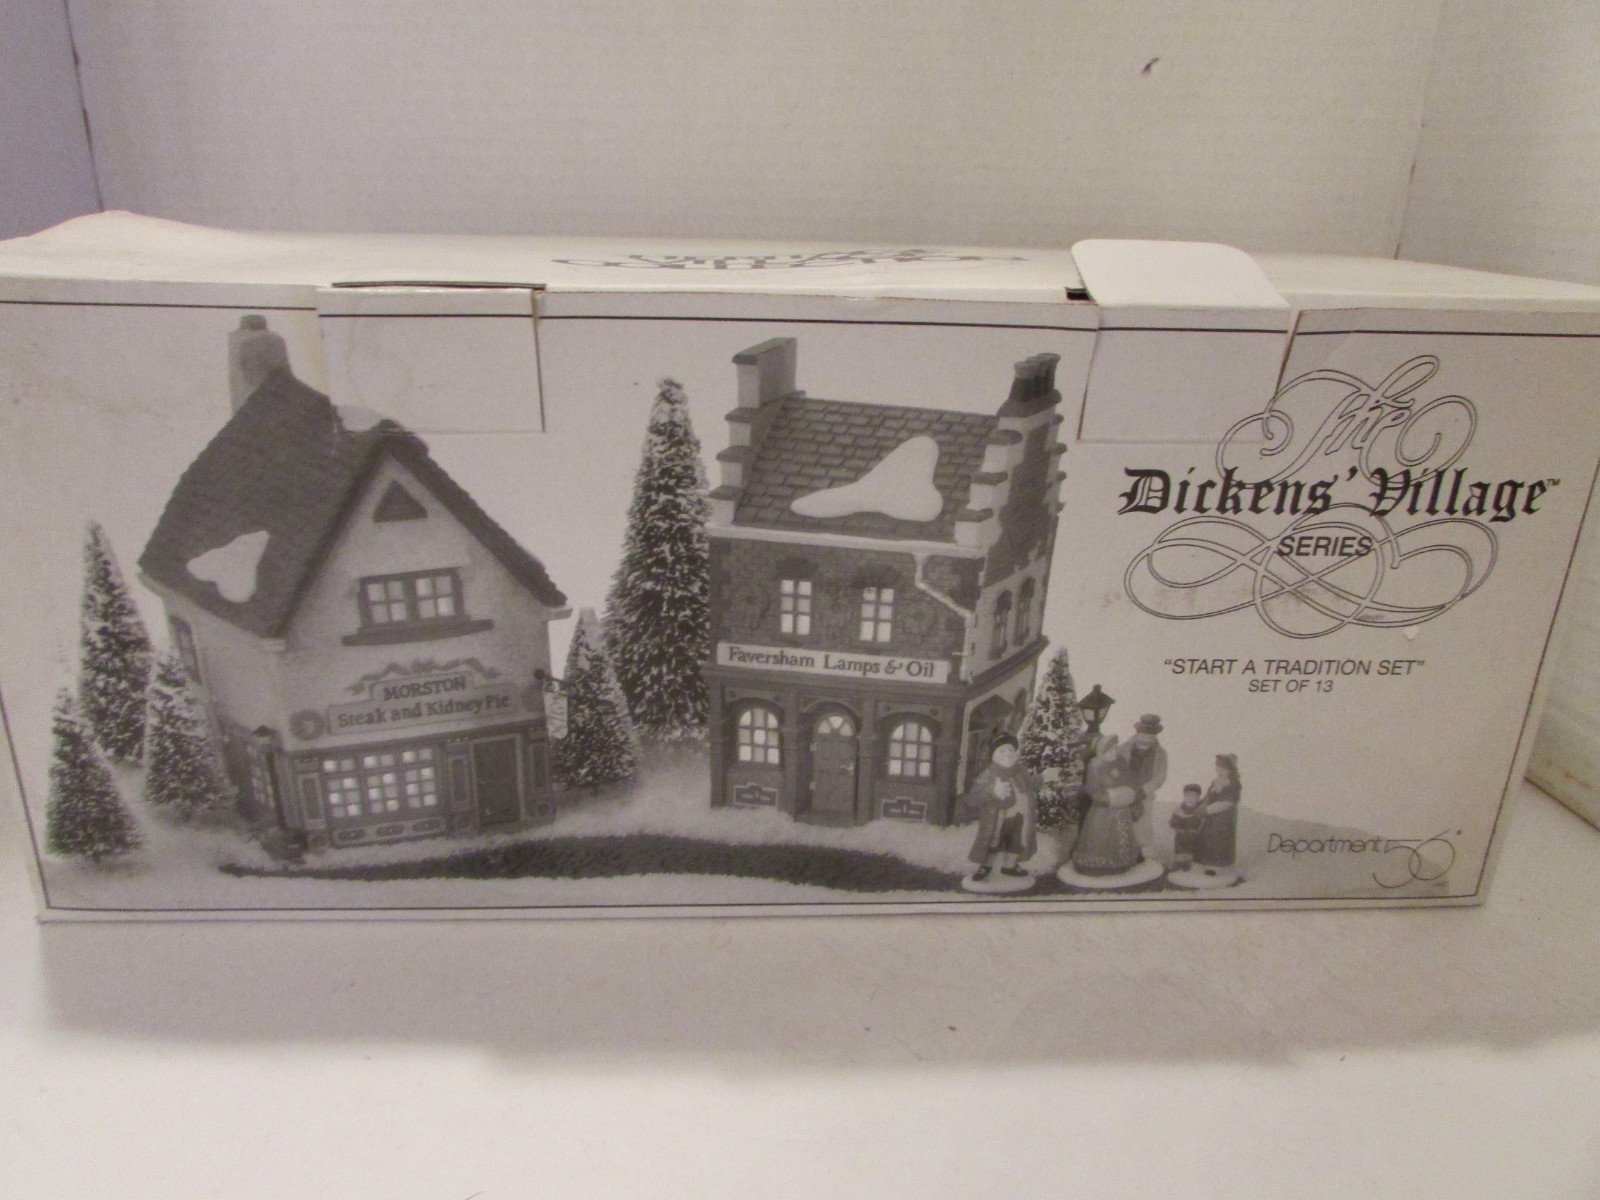 The
Dickens' Village™
SERIES
"START A TRADITION SET"
SET OF 13
MORSTON
Steak and Kidney Pie
Faversham Lamps & Oil
Department 56